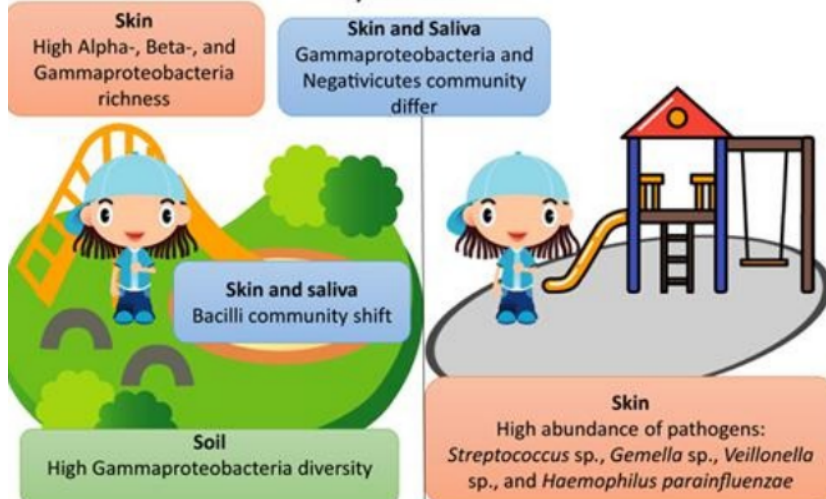 Skin
High Alpha-, Beta-, and
Gammaproteobacteria
richness
Skin and Saliva
Gammaproteobacteria and
Negativicutes community
differ
Skin and saliva
Bacilli community shift
Soil
High Gammaproteobacteria diversity
Skin
High abundance of pathogens:
Streptococcus sp., Gemella sp., Veillonella
sp., and Haemophilus parainfluenzae